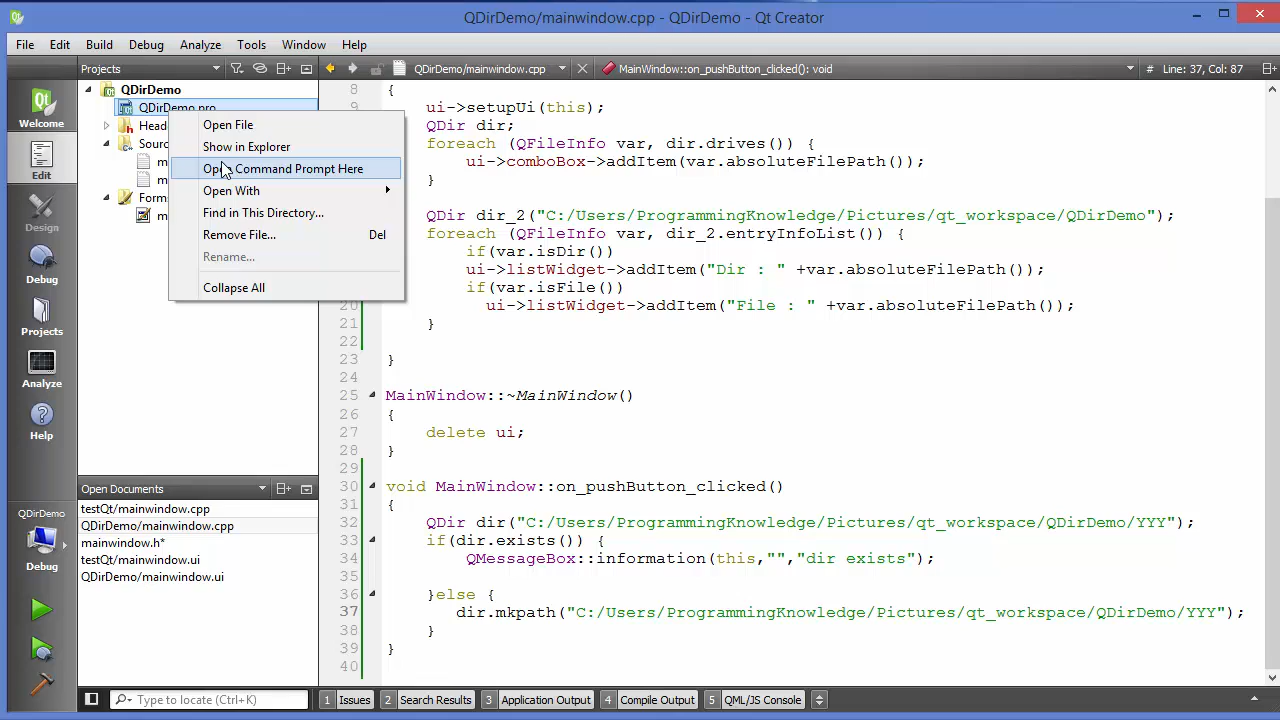 QDirDemo/mainwindow.cpp - QDirDemo - Qt Creator
File Edit Build Debug Analyze Tools Window Help
Projects
QDirDemo/mainwindow.cpp
MainWindow::on_pushButton_clicked(): void
# Line: 37, Col: 87
Welcome
Edit
Design
Debug
Projects
Analyze
Help
QDirDemo
Debug
QDirDemo
QDirDemo.pro
Head
Sourc
m
m
Forms
m
Open File
Show in Explorer
Open Command Prompt Here
Open With
Find in This Directory...
Remove File... Del
Rename...
Collapse All
Open Documents
testQt/mainwindow.cpp
QDirDemo/mainwindow.cpp
mainwindow.h*
testQt/mainwindow.ui
QDirDemo/mainwindow.ui
8 {
9 ui->setupUi(this);
QDir dir;
foreach (QFileInfo var, dir.drives()) {
ui->comboBox->addItem(var.absoluteFilePath());
}
QDir dir_2("C:/Users/ProgrammingKnowledge/Pictures/qt_workspace/QDirDemo");
foreach (QFileInfo var, dir_2.entryInfoList()) {
if(var.isDir())
ui->listWidget->addItem("Dir : " +var.absoluteFilePath());
if(var.isFile())
20 ui->listWidget->addItem("File : " +var.absoluteFilePath());
21 }
22
23 }
24
25 MainWindow::~MainWindow()
26 {
27 delete ui;
28 }
29
30 void MainWindow::on_pushButton_clicked()
31 {
32 QDir dir("C:/Users/ProgrammingKnowledge/Pictures/qt_workspace/QDirDemo/YYY");
33 if(dir.exists()) {
34 QMessageBox::information(this,"","dir exists");
35
36 }else {
37 dir.mkpath("C:/Users/ProgrammingKnowledge/Pictures/qt_workspace/QDirDemo/YYY");
38 }
39 }
40
Type to locate (Ctrl+K) 1 Issues 2 Search Results 3 Application Output 4 Compile Output 5 QML/JS Console